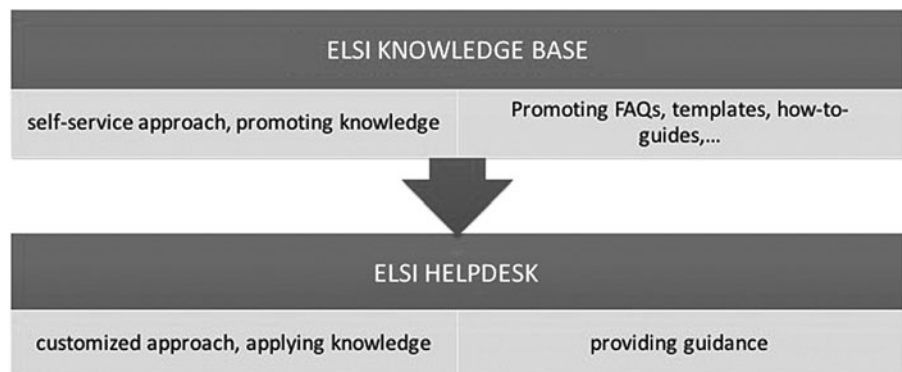 ELSI KNOWLEDGE BASE
self-service approach, promoting knowledge
Promoting FAQs, templates, how-to-
guides,...
ELSI HELPDESK
customized approach, applying knowledge
providing guidance